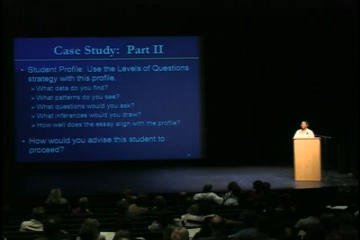 Case Study: Part II
• Student Profile: Use the Levels of Questions
strategy with this profile.
➢ What data do you find?
➢ What patterns do you see?
➢ What questions would you ask?
➢ What inferences would you draw?
➢ How well does the essay align with the profile?
• How would you advise this student to
proceed?